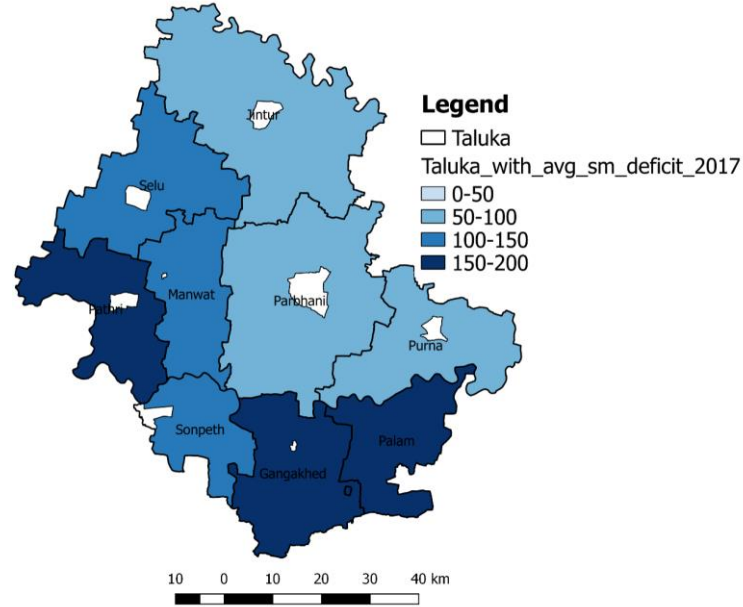 Jintur
Legend
Taluka
Taluka_with_avg_sm_deficit_2017
0-50
50-100
100-150
150-200
Selu
Manwat
Parbhani
Pathri
Purna
Sonpeth
Palam
Gangakhed
10 0 10 20 30 40 km